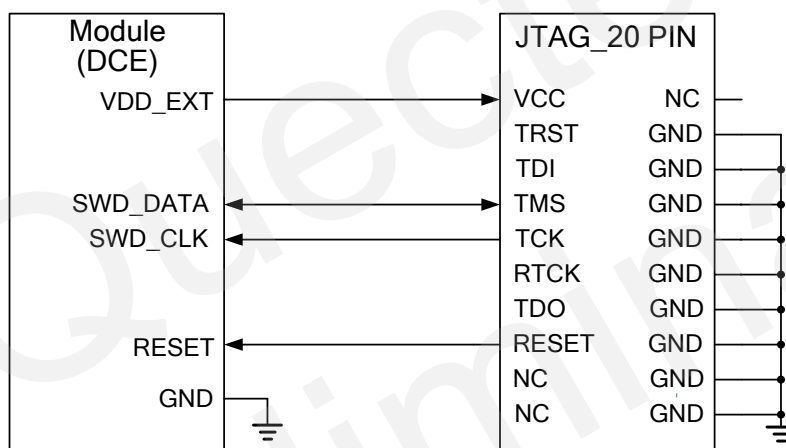 Module
(DCE)
VDD_EXT
SWD_DATA
SWD_CLK
RESET
GND
JTAG_20 PIN
VCC NC
TRST GND
TDI GND
TMS GND
TCK GND
RTCK GND
TDO GND
RESET GND
NC GND
NC GND